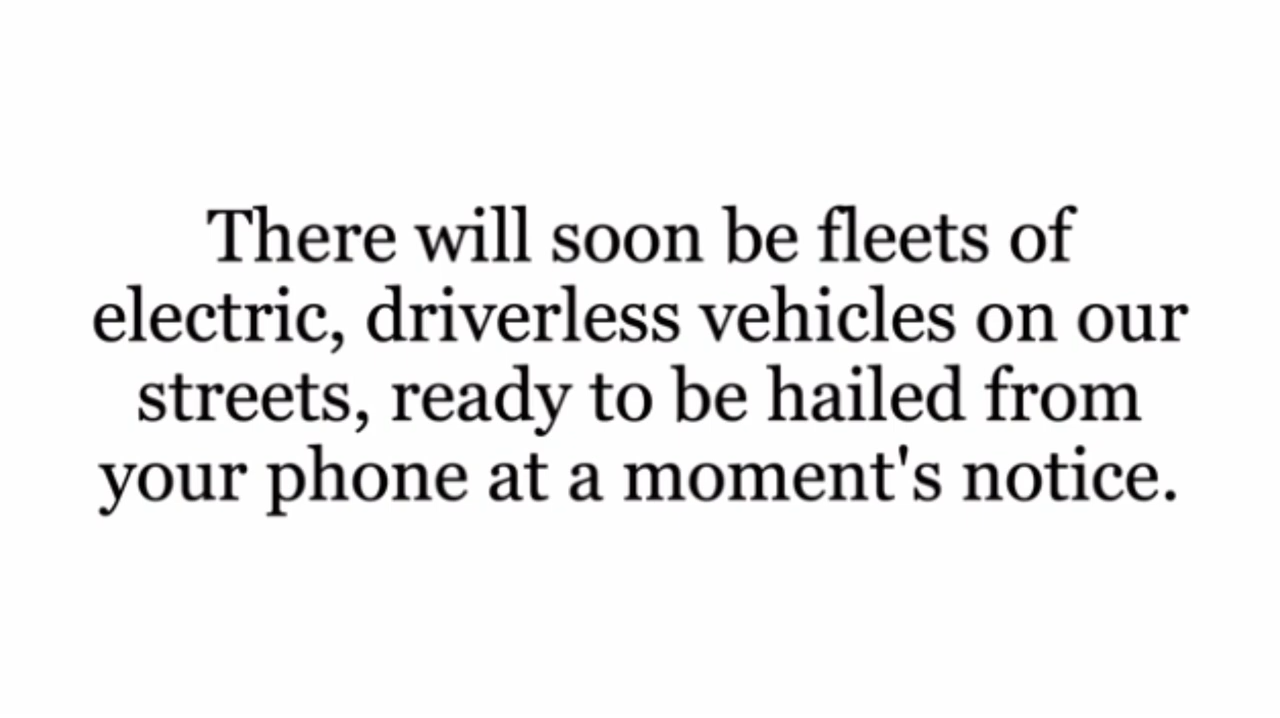 There will soon be fleets of
electric, driverless vehicles on our
streets, ready to be hailed from
your phone at a moment's notice.